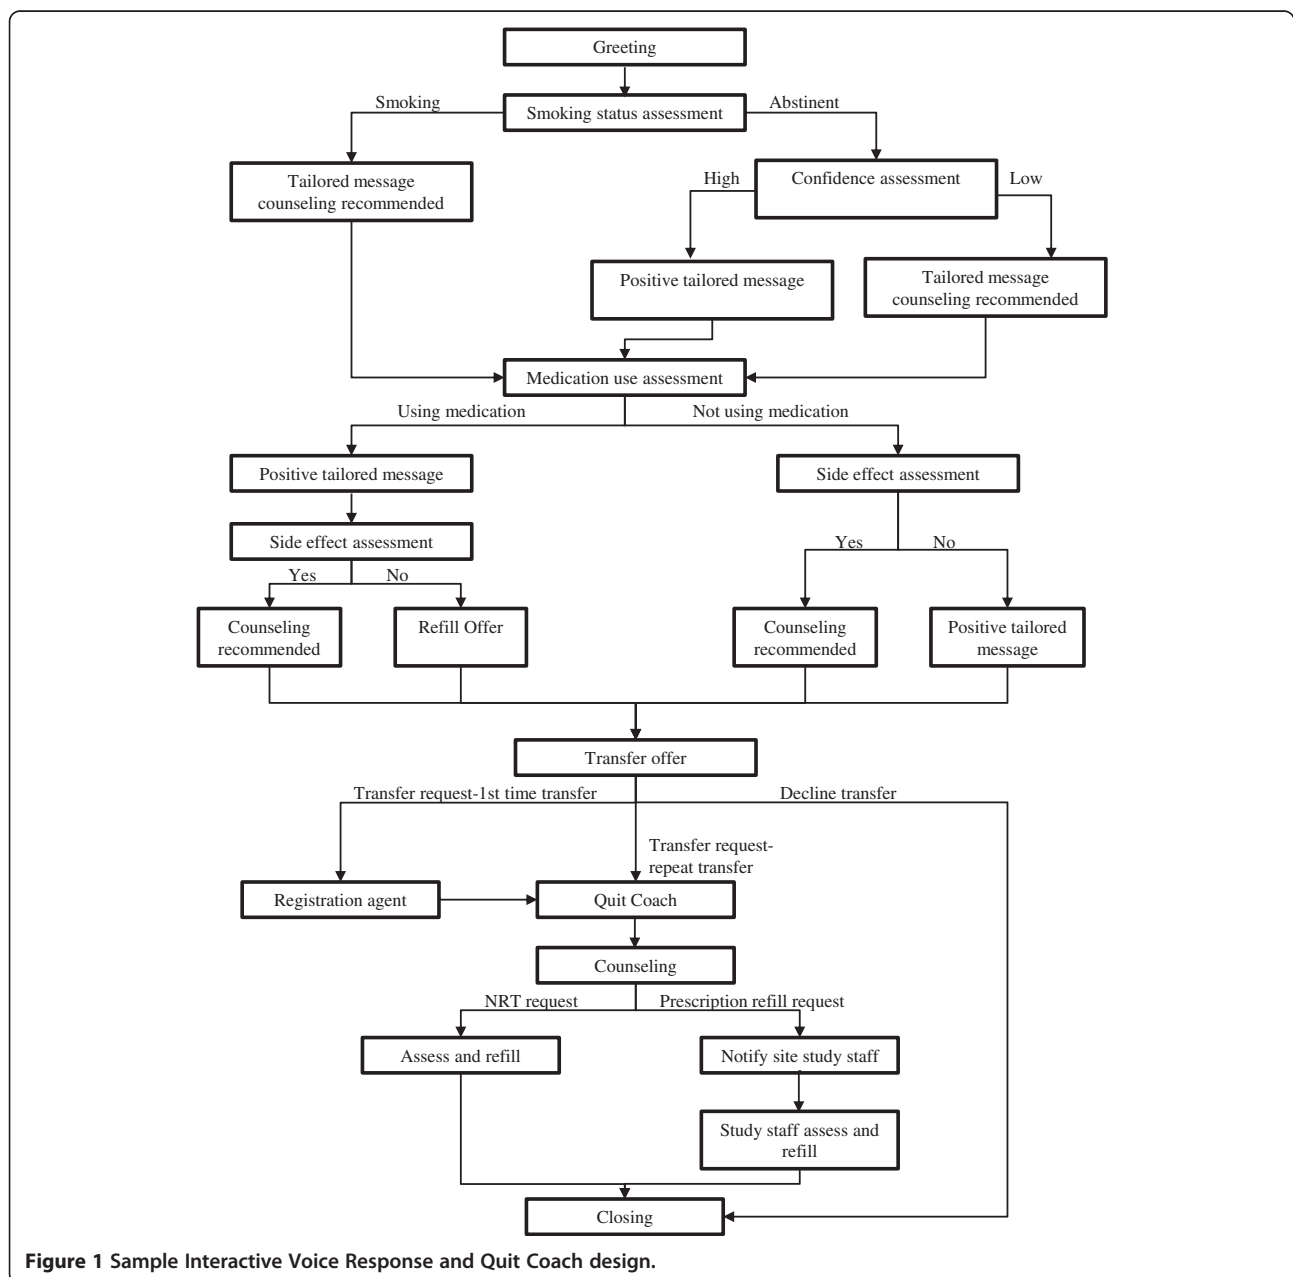 Greeting
Smoking
Smoking status assessment
Abstinent
Tailored message
counseling recommended
High
Confidence assessment
Low
Positive tailored message
Tailored message
counseling recommended
Medication use assessment
Using medication
Not using medication
Positive tailored message
Side effect assessment
Side effect assessment
Yes
No
Yes
No
Counseling
recommended
Refill Offer
Counseling
recommended
Positive tailored
message
Transfer offer
Transfer request-1st time transfer
Decline transfer
Transfer request-
repeat transfer
Registration agent
Quit Coach
Counseling
NRT request
Prescription refill request
Assess and refill
Notify site study staff
Study staff assess and
refill
Closing
Figure 1 Sample Interactive Voice Response and Quit Coach design.